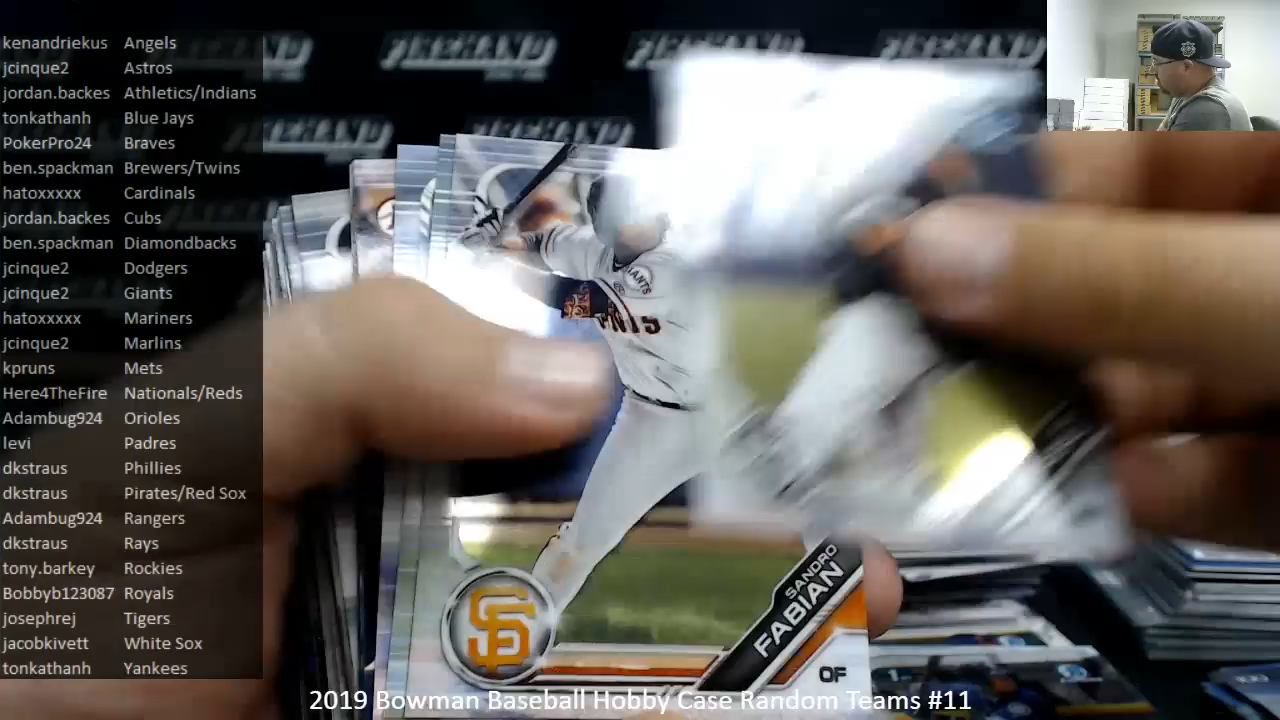 kenandriekus Angels
jcinque2 Astros
jordan.backes Athletics/Indians
tonkathanh Blue Jays
PokerPro24 Braves
ben.spackman Brewers/Twins
hatoxxxxx Cardinals
jordan.backes Cubs
ben.spackman Diamondbacks
jcinque2 Dodgers
jcinque2 Giants
hatoxxxxx Mariners
jcinque2 Marlins
kpruns Mets
Here4TheFire Nationals/Reds
Adambug924 Orioles
levi Padres
dkstraus Phillies
dkstraus Pirates/Red Sox
Adambug924 Rangers
dkstraus Rays
tony.barkey Rockies
Bobbyb123087 Royals
josephrej Tigers
jacobkivett White Sox
tonkathanh Yankees
SF
SANDRO
FABIAN
OF
2019 Bowman Baseball Hobby Case Random Teams #11